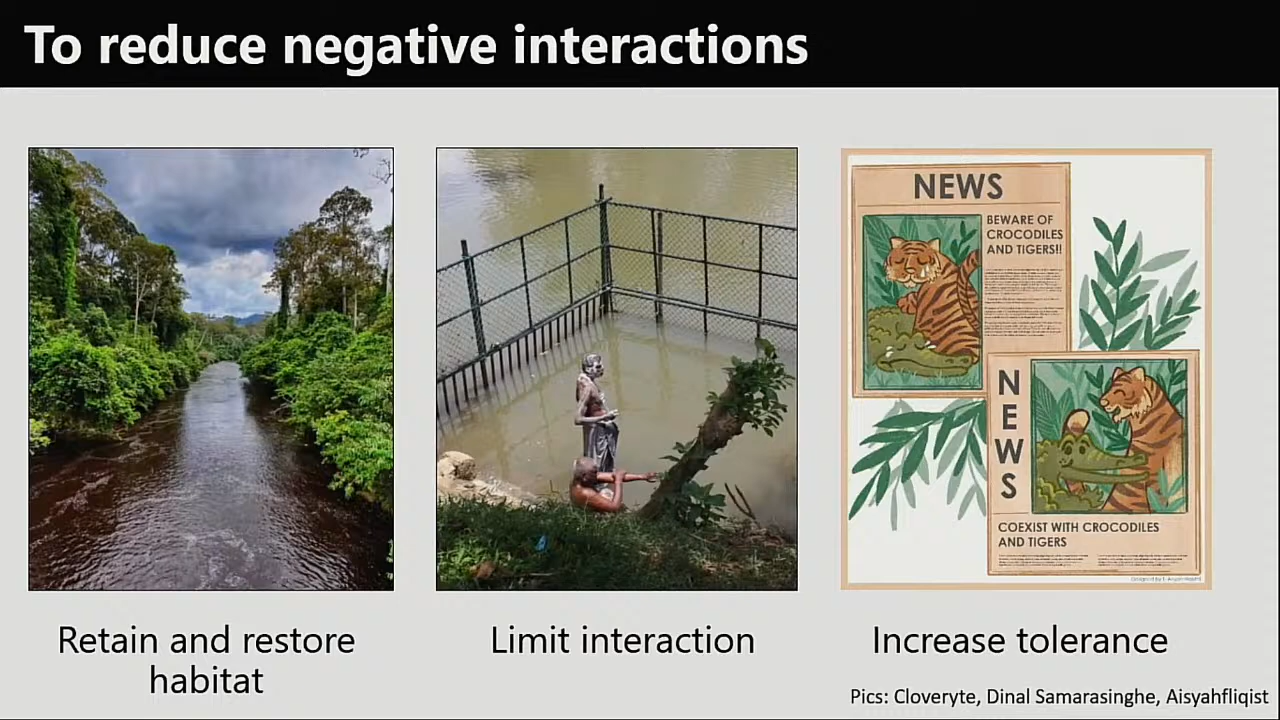 To reduce negative interactions
NEWS
BEWARE OF
CROCODILES
AND TIGERS!!
NEWS
COEXIST WITH CROCODILES
AND TIGERS
Retain and restore
habitat
Limit interaction
Increase tolerance
Pics: Cloveryte, Dinal Samarasinghe, Aisyahfliqist